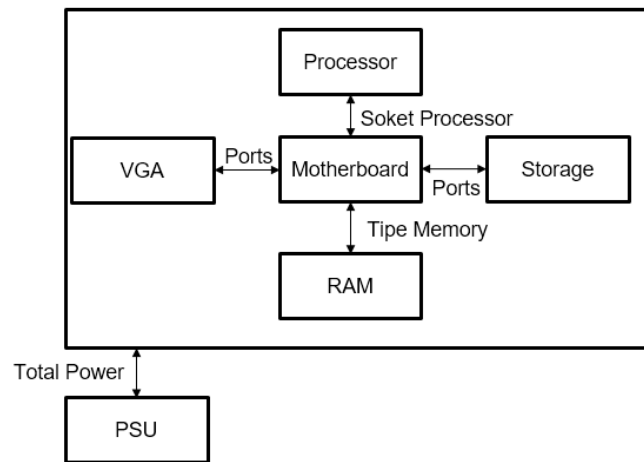 Processor
Soket Processor
VGA
Ports
Motherboard
Ports
Storage
Tipe Memory
RAM
Total Power
PSU